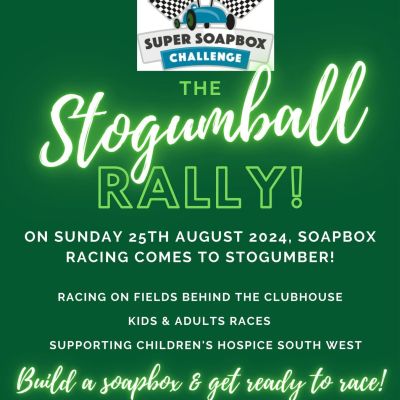 SUPER SOAPBOX
CHALLENGE
THE
Stogumball
RALLY!
ON SUNDAY 25TH AUGUST 2024, SOAPBOX
RACING COMES TO STOGUMBER!
RACING ON FIELDS BEHIND THE CLUBHOUSE
KIDS & ADULTS RACES
SUPPORTING CHILDREN'S HOSPICE SOUTH WEST
Build a soapbox & get ready to race!